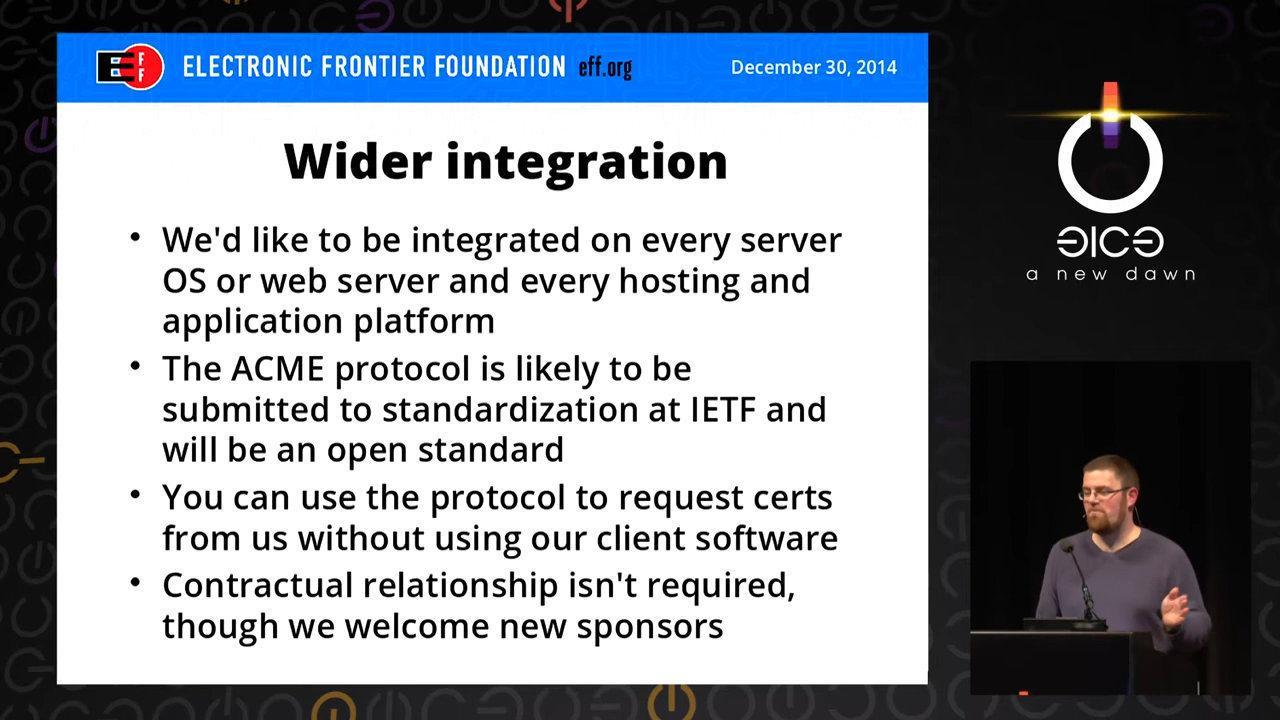 EFF ELECTRONIC FRONTIER FOUNDATION eff.org
December 30, 2014
Wider integration
• We'd like to be integrated on every server
OS or web server and every hosting and
application platform
• The ACME protocol is likely to be
submitted to standardization at IETF and
will be an open standard
• You can use the protocol to request certs
from us without using our client software
• Contractual relationship isn't required,
though we welcome new sponsors
a new dawn